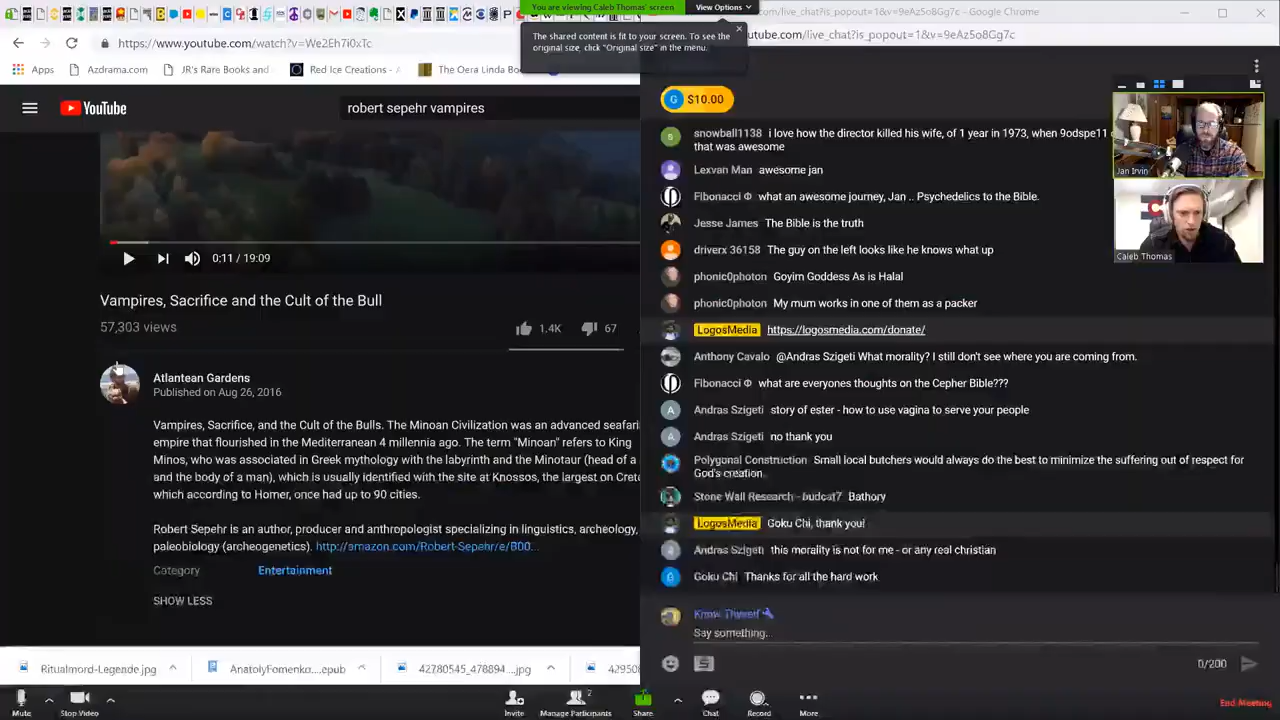 You are viewing Caleb Thomas' screen
View Options
The shared content is fit to your screen. To see the
original size, click "Original size" in the menu.
com/live_chat?is_popout=1&v=9eAz5o8Gg7c - Google Chrome
https://www.youtube.com/watch?v=We2Eh7i0xTc
be.com/live_chat?is_popout=1&v=9eAz5o8Gg7c
Apps
Azdrama.com
JR's Rare Books and
Red Ice Creations -
The Oera Linda Boo
YouTube
robert sepehr vampires
G $10.00
snowball1138 i love how the director killed his wife, of 1 year in 1973, when 9odspe11
that was awesome
Lexvan Man awesome jan
Fibonacci Φ what an awesome journey, Jan .. Psychedelics to the Bible.
Jesse James The Bible is the truth
driverx 36158 The guy on the left looks like he knows what up
phonic0photon Goyim Goddess As is Halal
phonic0photon My mum works in one of them as a packer
LogosMedia https://logosmedia.com/donate/
Anthony Cavalo @Andras Szigeti What morality? I still don't see where you are coming from.
Fibonacci Φ what are everyones thoughts on the Cepher Bible???
A Andras Szigeti story of ester - how to use vagina to serve your people
A Andras Szigeti no thank you
Polygonal Construction Small local butchers would always do the best to minimize the suffering out of respect for
God's creation
Stone Wall Research - budcat7 Bathory
LogosMedia Goku Chi, thank you!
A Andras Szigeti this morality is not for me - or any real christian
Goku Chi Thanks for all the hard work
Know Thyself
Say something...
0/200
Jan Irvin
Caleb Thomas
0:11 / 19:09
Vampires, Sacrifice and the Cult of the Bull
57,303 views
1.4K
67
Atlantean Gardens
Published on Aug 26, 2016
Vampires, Sacrifice, and the Cult of the Bulls. The Minoan Civilization was an advanced seafari
empire that flourished in the Mediterranean 4 millennia ago. The term "Minoan" refers to King
Minos, who was associated in Greek mythology with the labyrinth and the Minotaur (head of a
and the body of a man), which is usually identified with the site at Knossos, the largest on Crete
which according to Homer, once had up to 90 cities.
Robert Sepehr is an author, producer and anthropologist specializing in linguistics, archeology,
paleobiology (archeogenetics). http://amazon.com/Robert-Sepehr/e/B00...
Category
Entertainment
SHOW LESS
Ritualmord-Legende.jpg
AnatolyFomenko....epub
42780545_478894....jpg
429508
Mute
Stop Video
Invite
Manage Participants
2
Share
Chat
Record
More
End Meeting